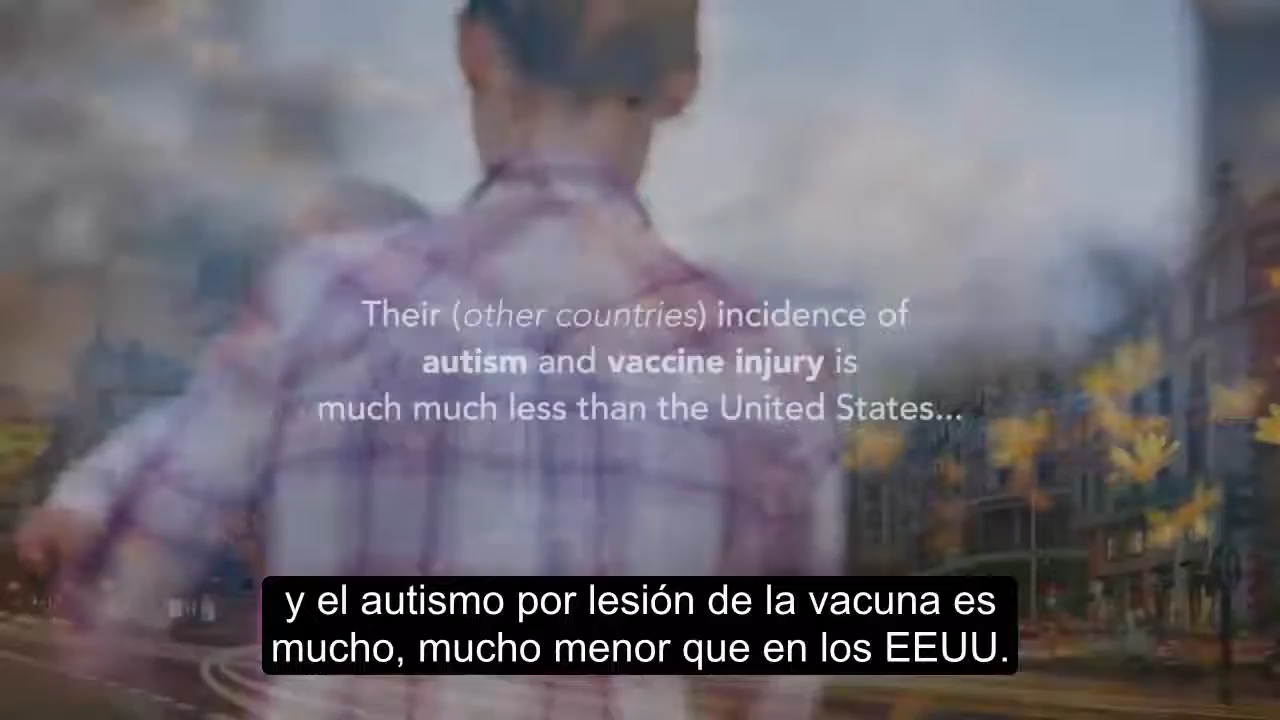 Their (other countries) incidence of
autism and vaccine injury is
much much less than the United States...
y el autismo por lesión de la vacuna es
mucho, mucho menor que en los EEUU.